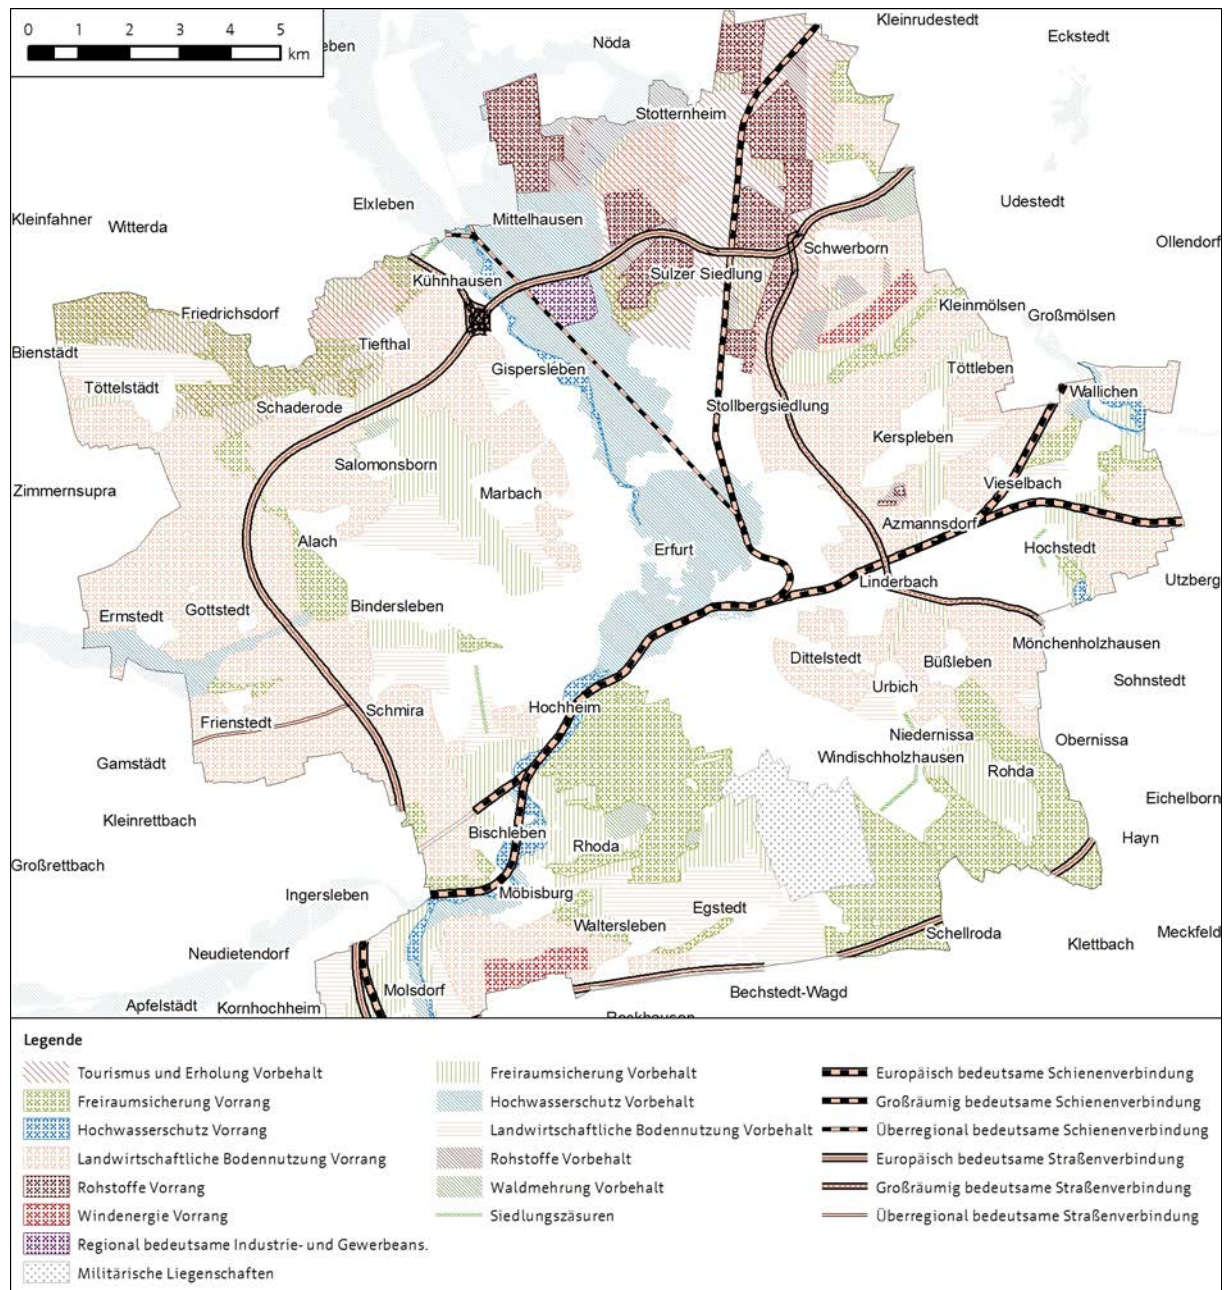 0 1 2 3 4 5
km
eben
Kleinrudestedt
Nöda
Eckstedt
Stotternheim
Elxleben
Udestedt
Kleinfahner
Witterda
Mittelhausen
Ollendorf
Schwerborn
Sulzer Siedlung
Kühnhausen
Friedrichsdorf
Kleinmölsen
Großmölsen
Tiefthal
Bienstädt
Gispersleben
Töttleben
Töttelstädt
Wallichen
Schaderode
Stollbergsiedlung
Kerspleben
Salomonsborn
Vieselbach
Zimmernsupra
Marbach
Azmannsdorf
Alach
Erfurt
Hochstedt
Linderbach
Utzberg
Bindersleben
Ermstedt
Gottstedt
Mönchenholzhausen
Dittelstedt
Büßleben
Sohnstedt
Urbich
Hochheim
Schmira
Frienstedt
Niedernissa
Obernissa
Windischholzhausen
Gamstädt
Rohda
Eichelborn
Kleinrettbach
Bischleben
Hayn
Rhoda
Großrettbach
Ingersleben
Möbisburg
Egstedt
Waltersleben
Schellroda
Meckfeld
Klettbach
Neudietendorf
Molsdorf
Bechstedt-Wagd
Apfelstädt
Kornhochheim
Legende
Tourismus und Erholung Vorbehalt
Freiraumsicherung Vorrang
Hochwasserschutz Vorrang
Landwirtschaftliche Bodennutzung Vorrang
Rohstoffe Vorrang
Windenergie Vorrang
Regional bedeutsame Industrie- und Gewerbeans.
Militärische Liegenschaften
Freiraumsicherung Vorbehalt
Hochwasserschutz Vorbehalt
Landwirtschaftliche Bodennutzung Vorbehalt
Rohstoffe Vorbehalt
Waldmehrung Vorbehalt
Siedlungszäsuren
Europäisch bedeutsame Schienenverbindung
Großräumig bedeutsame Schienenverbindung
Überregional bedeutsame Schienenverbindung
Europäisch bedeutsame Straßenverbindung
Großräumig bedeutsame Straßenverbindung
Überregional bedeutsame Straßenverbindung